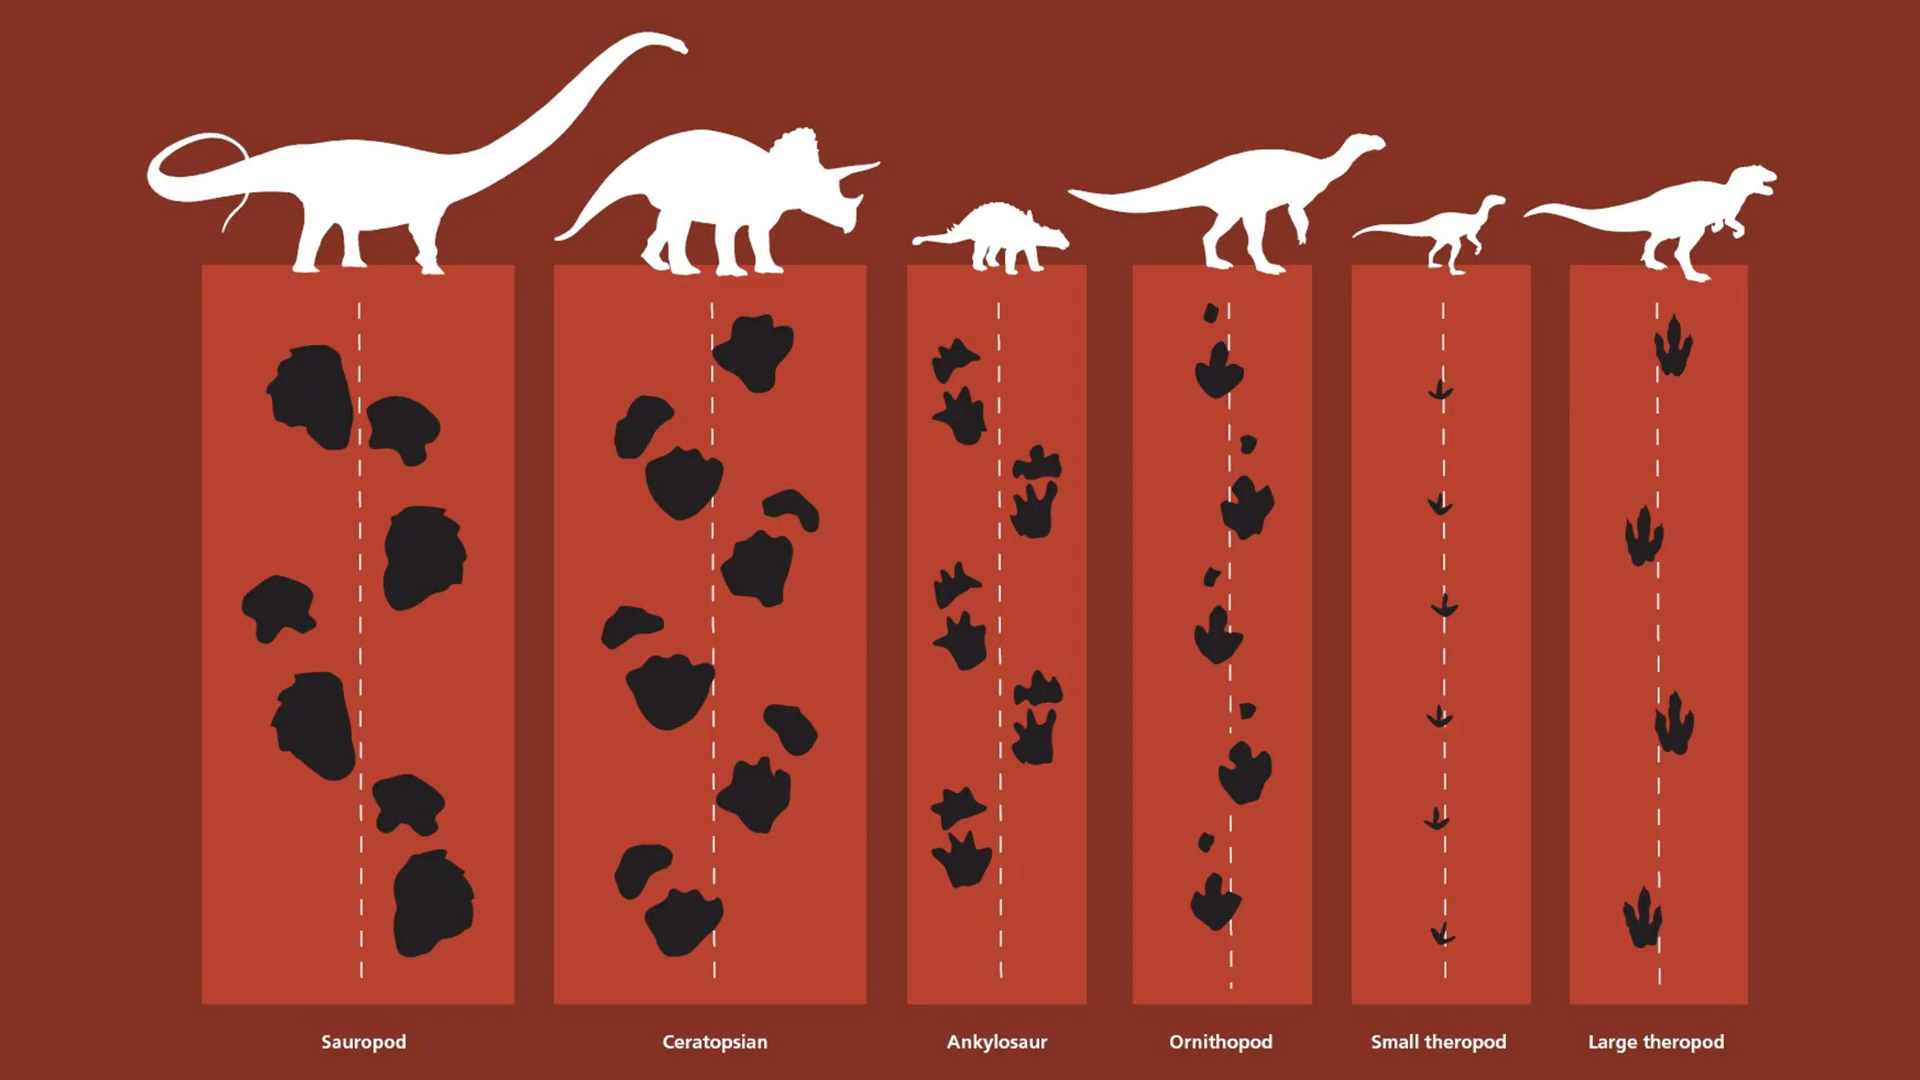 Sauropod
Ceratopsian
Ankylosaur
Ornithopod
Small theropod
Large theropod